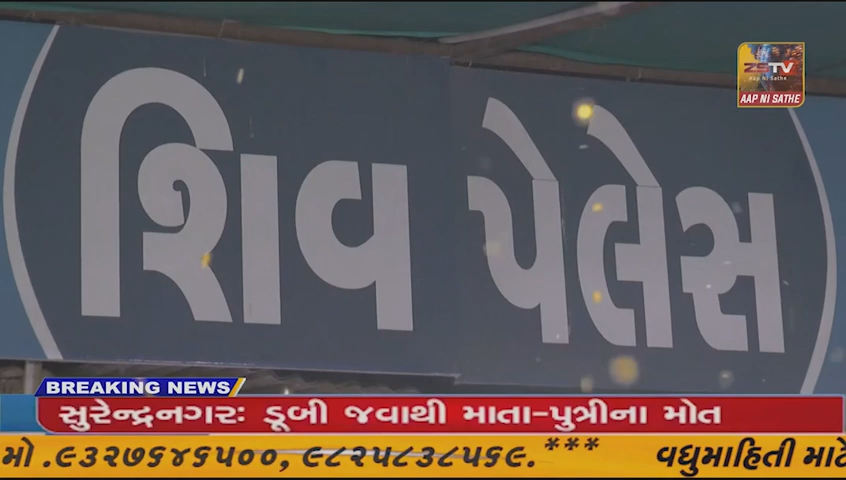 શિવ પેલેસ
ZSTV
Aap Ni Sathe
AAP NI SATHE
BREAKING NEWS
સુરેન્દ્રનગરઃ ડૂબી જવાથી માતા-પુત્રીના મોત
મો .૯૩૨૭૬૪૬૫૦૦, ૯૮૨૫૮૩૮૫૬૯.*** વધુમાહિતી માટે